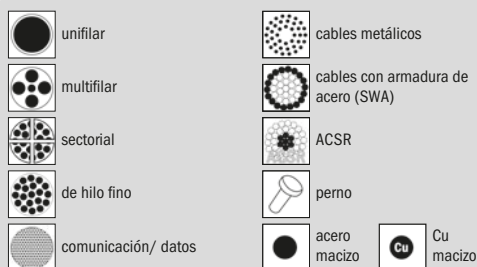 unifilar
multifilar
sectorial
de hilo fino
comunicación/ datos
cables metálicos
cables con armadura de
acero (SWA)
ACSR
ACSR
perno
acero
macizo
Cu
Cu
macizo